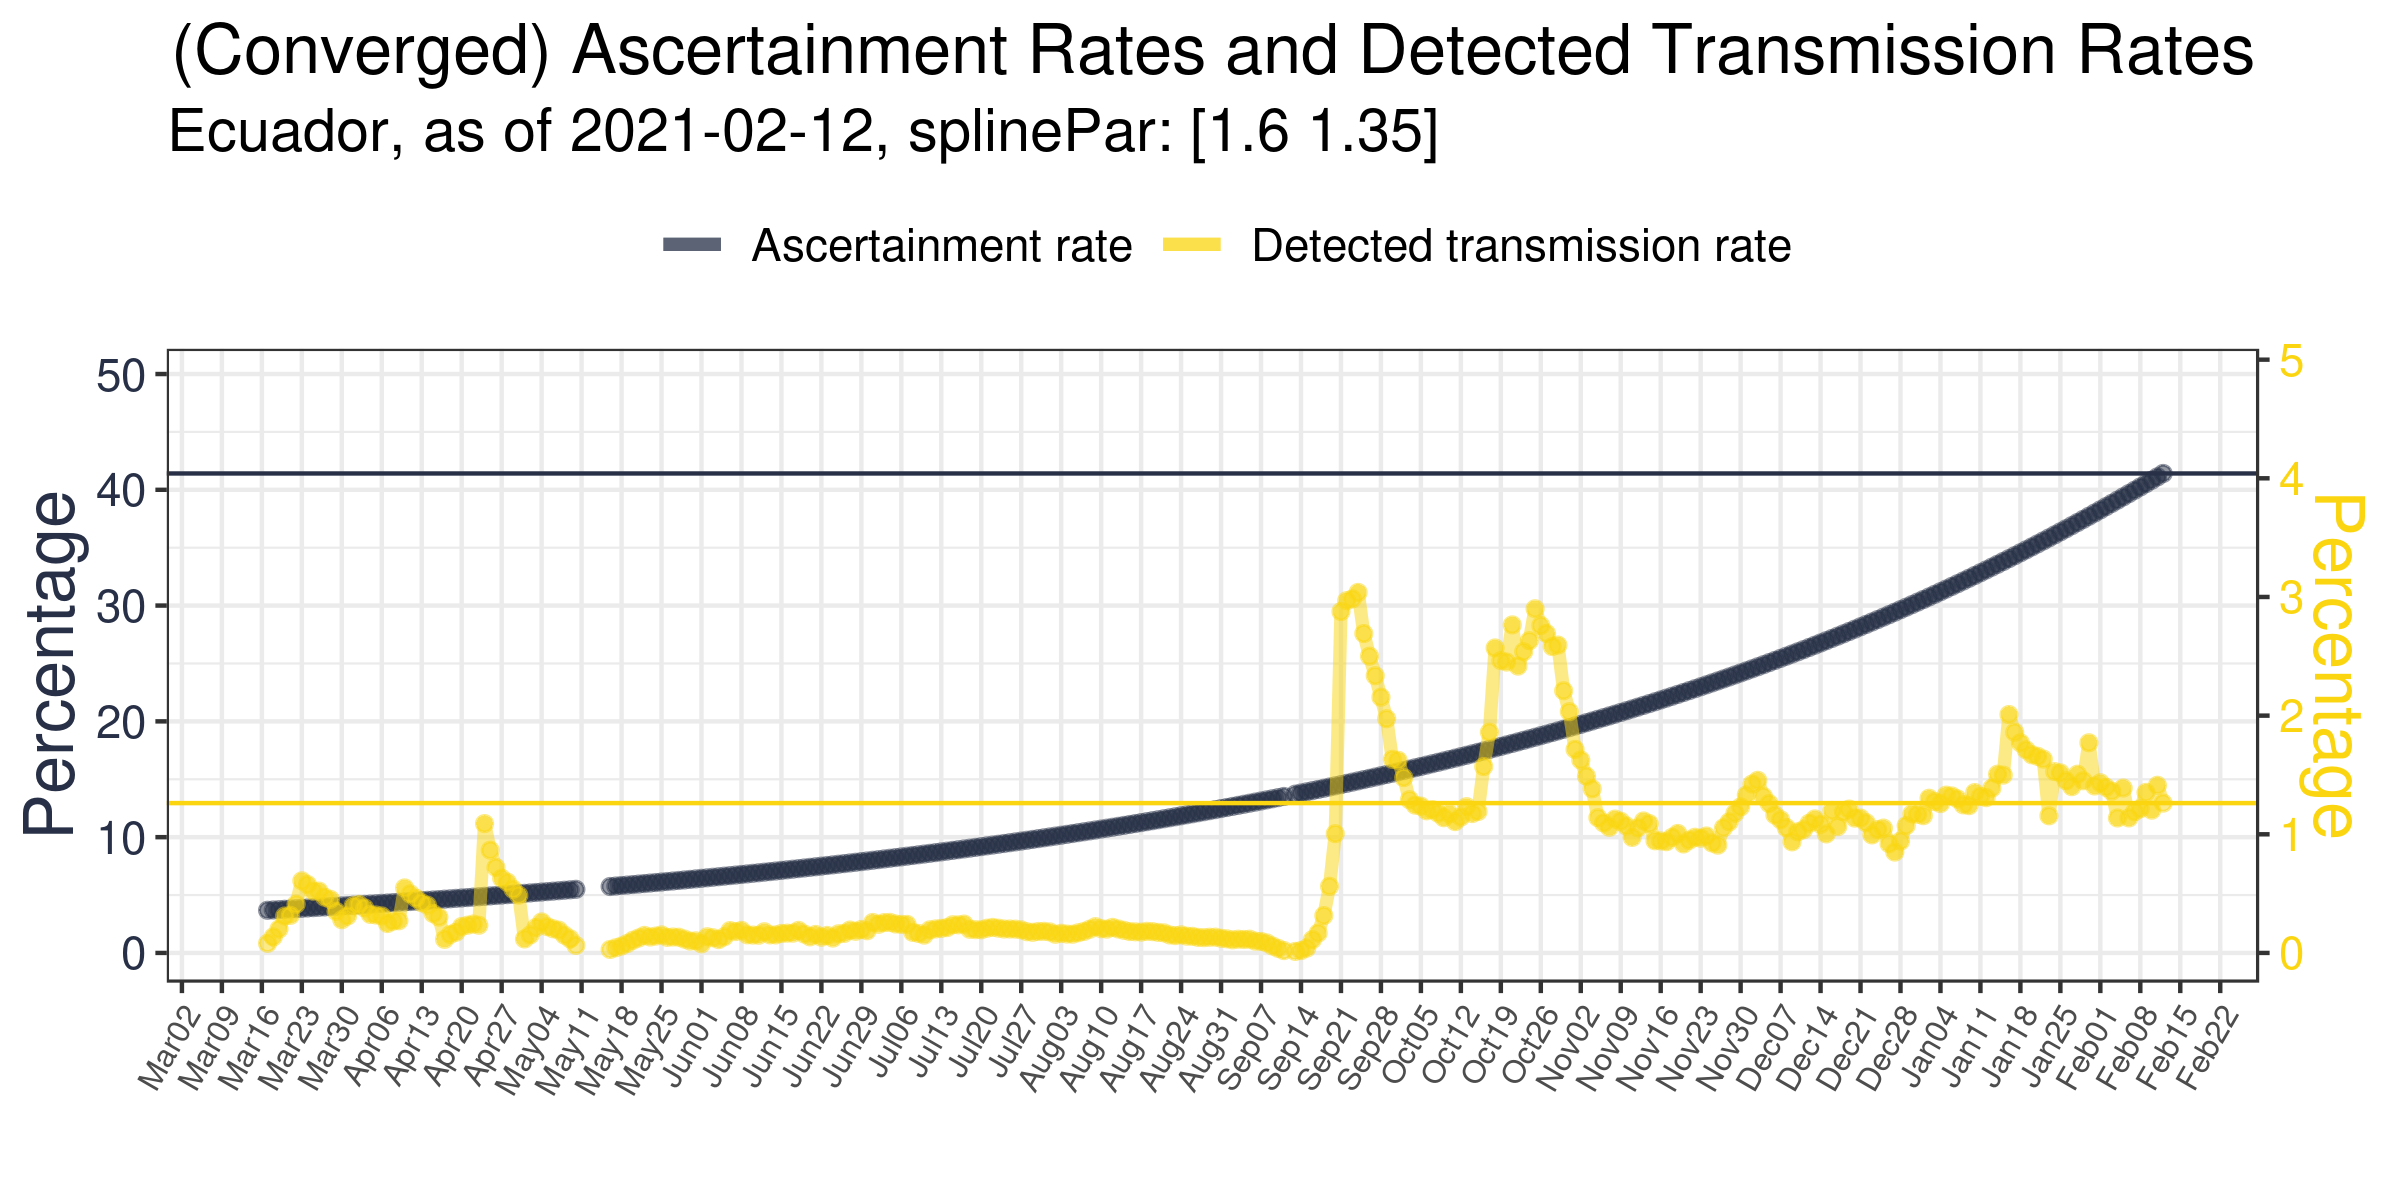 (Converged) Ascertainment Rates and Detected Transmission Rates
Ecuador, as of 2021-02-12, splinePar: [1.6 1.35]
Ascertainment rate Detected transmission rate
Percentage
50
40
30
20
10
0
5
4
3
2
1
0
Percentage
Mar02 Mar09 Mar16 Mar23 Mar30 Apr06 Apr13 Apr20 Apr27 May04 May11 May18 May25 Jun01 Jun08 Jun15 Jun22 Jun29 Jul06 Jul13 Jul20 Jul27 Aug03 Aug10 Aug17 Aug24 Aug31 Sep07 Sep14 Sep21 Sep28 Oct05 Oct12 Oct19 Oct26 Nov02 Nov09 Nov16 Nov23 Nov30 Dec07 Dec14 Dec21 Dec28 Jan04 Jan11 Jan18 Jan25 Feb01 Feb08 Feb15 Feb22